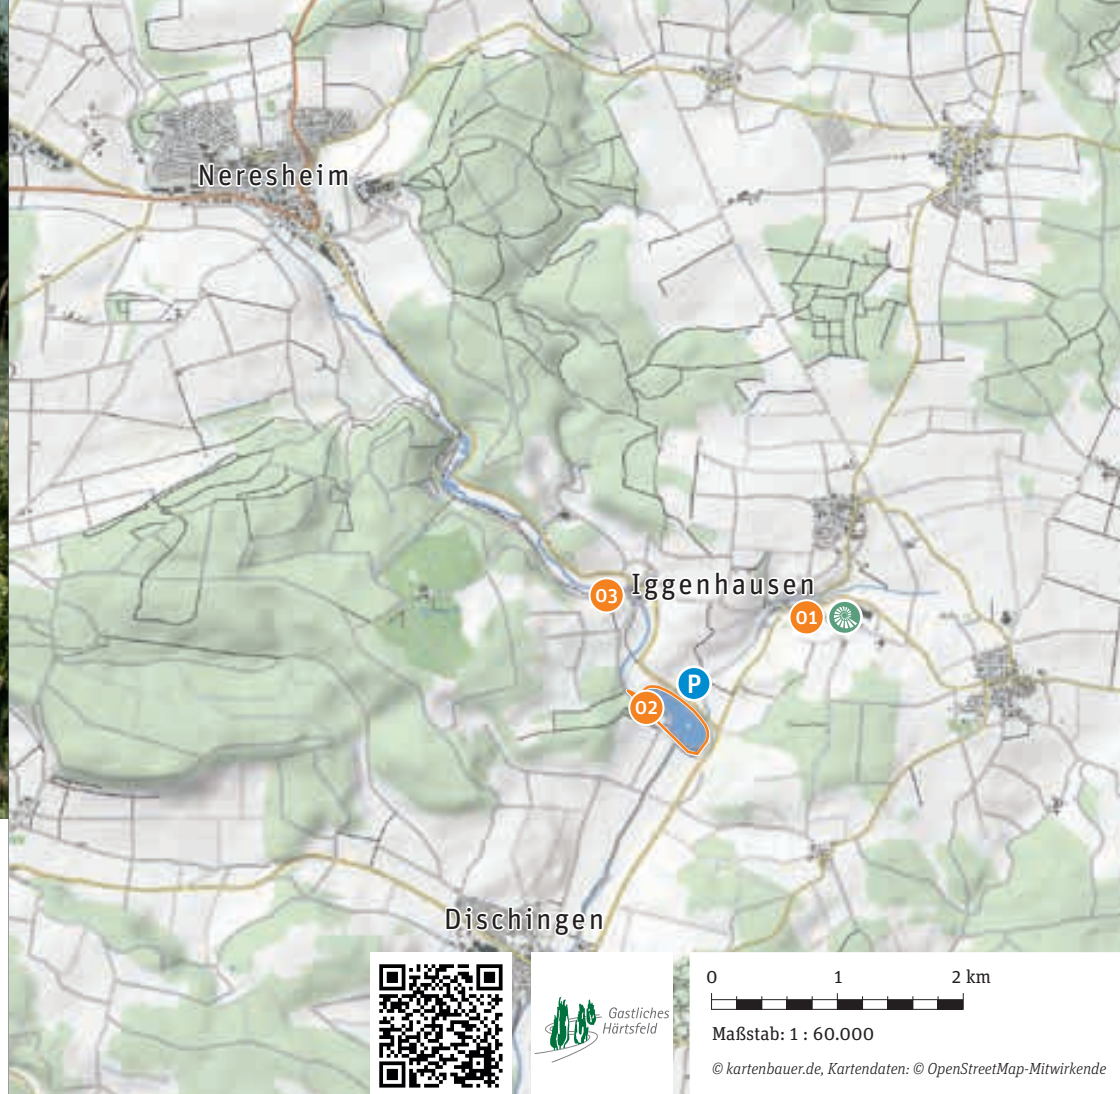 Neresheim
Iggenhausen
03
01
P
02
Dischingen
Gastliches
Härtsfeld
0 1 2 km
Maßstab: 1 : 60.000
© kartenbauer.de, Kartendaten: © OpenStreetMap-Mitwirkende